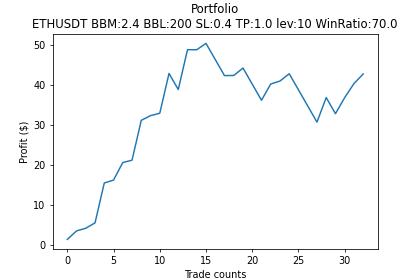 Portfolio
ETHUSDT BBM:2.4 BBL:200 SL:0.4 TP:1.0 lev:10 WinRatio:70.0
50
40
30
20
10
0
Profit ($)
0 5 10 15 20 25 30
Trade counts